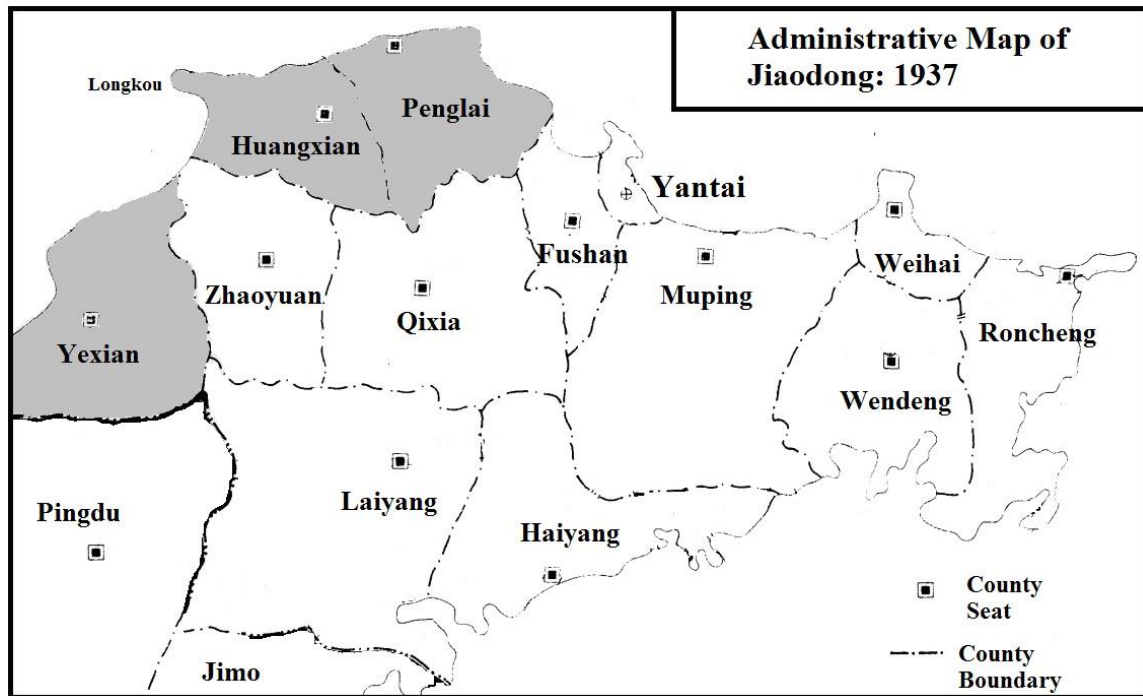 Administrative Map of
Jiaodong: 1937
Longkou
Penglai
Huangxian
Yantai
Fushan
Weihai
Zhaoyuan
Muping
Qixia
Roncheng
Yexian
Wendeng
Laiyang
Pingdu
Haiyang
County
Seat
County
Boundary
Jimo